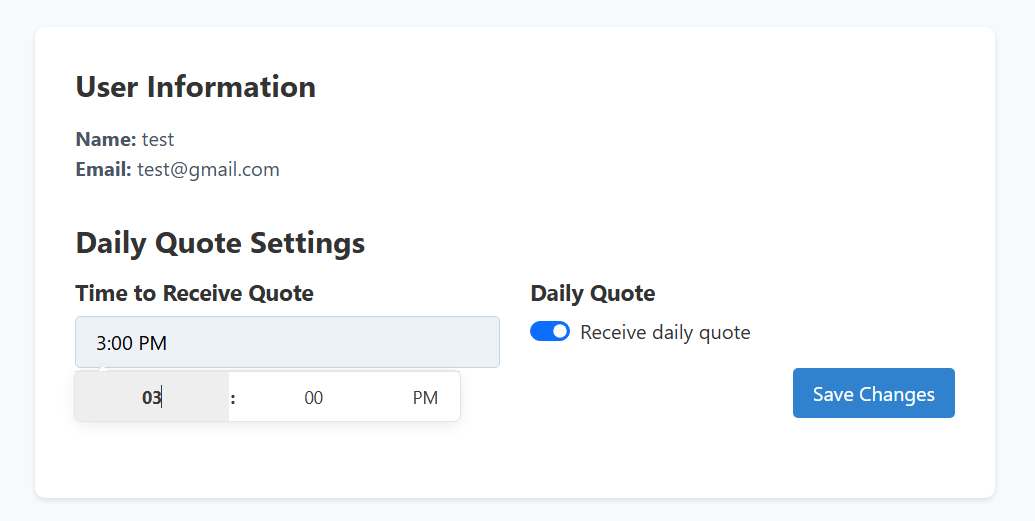 User Information
Name: test
Email: test@gmail.com
Daily Quote Settings
Time to Receive Quote
3:00 PM
03 : 00 PM
Daily Quote
Receive daily quote
Save Changes